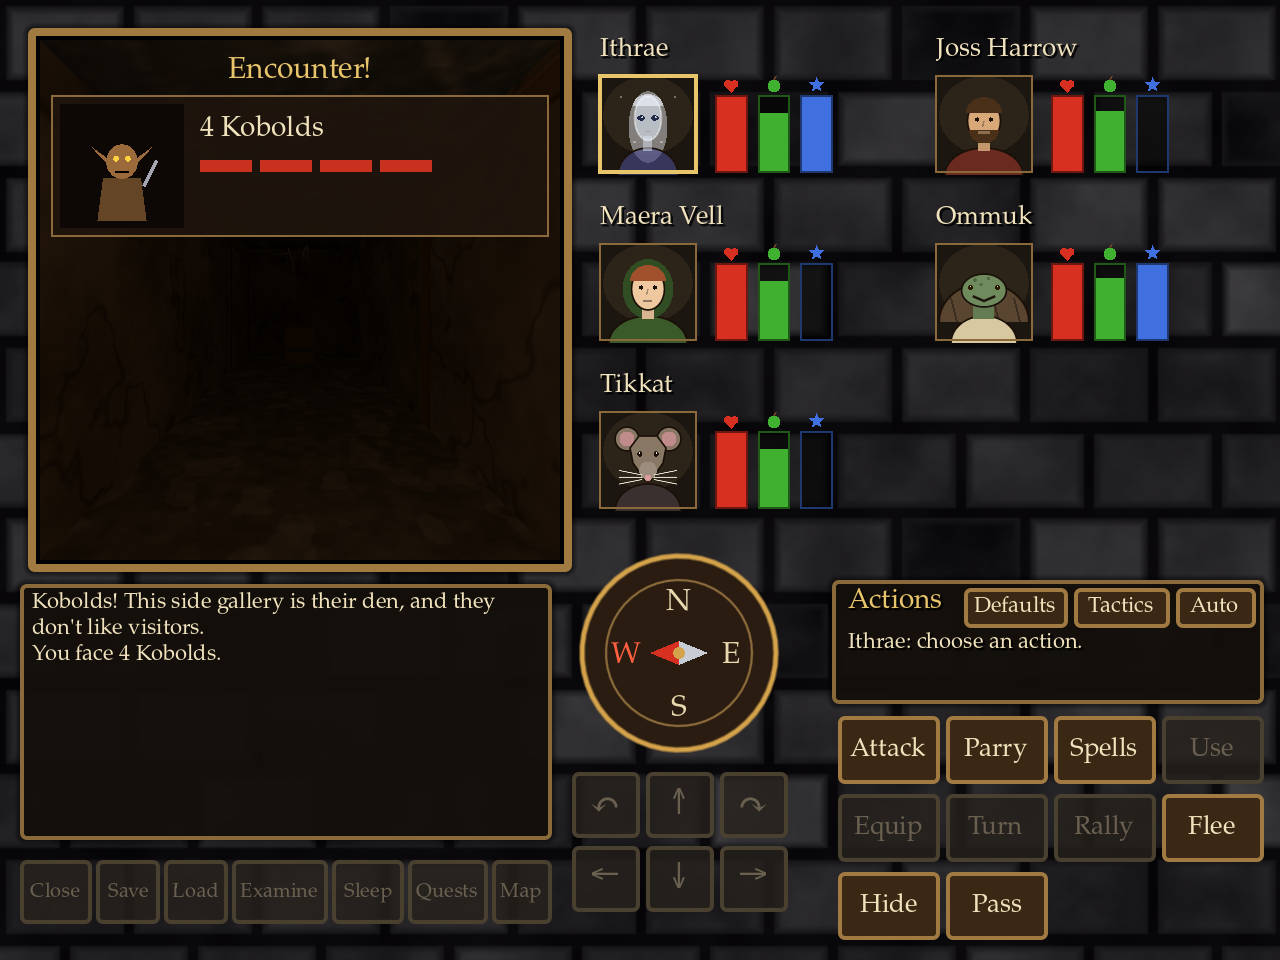 Encounter!
4 Kobolds
Ithrae
Joss Harrow
Maera Vell
Ommuk
Tikkat
Kobolds! This side gallery is their den, and they
don't like visitors.
You face 4 Kobolds.
N
W
E
S
Actions
Defaults
Tactics
Auto
Ithrae: choose an action.
Attack
Parry
Spells
Use
Equip
Turn
Rally
Flee
Hide
Pass
Close
Save
Load
Examine
Sleep
Quests
Map